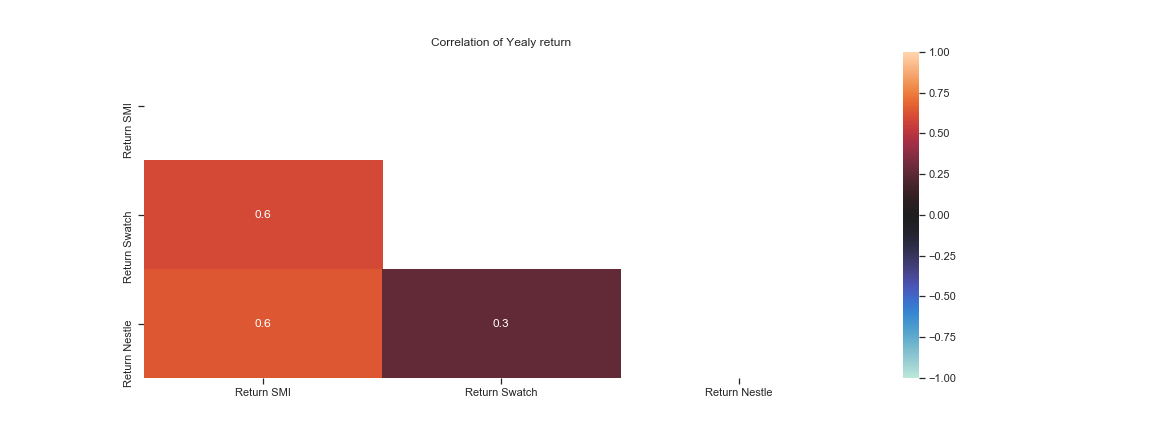 Correlation of Yealy return
Return SMI
Return Swatch
Return Nestle
0.6
0.6
0.3
Return SMI
Return Swatch
Return Nestle
1.00
0.75
0.50
0.25
0.00
−0.25
−0.50
−0.75
−1.00